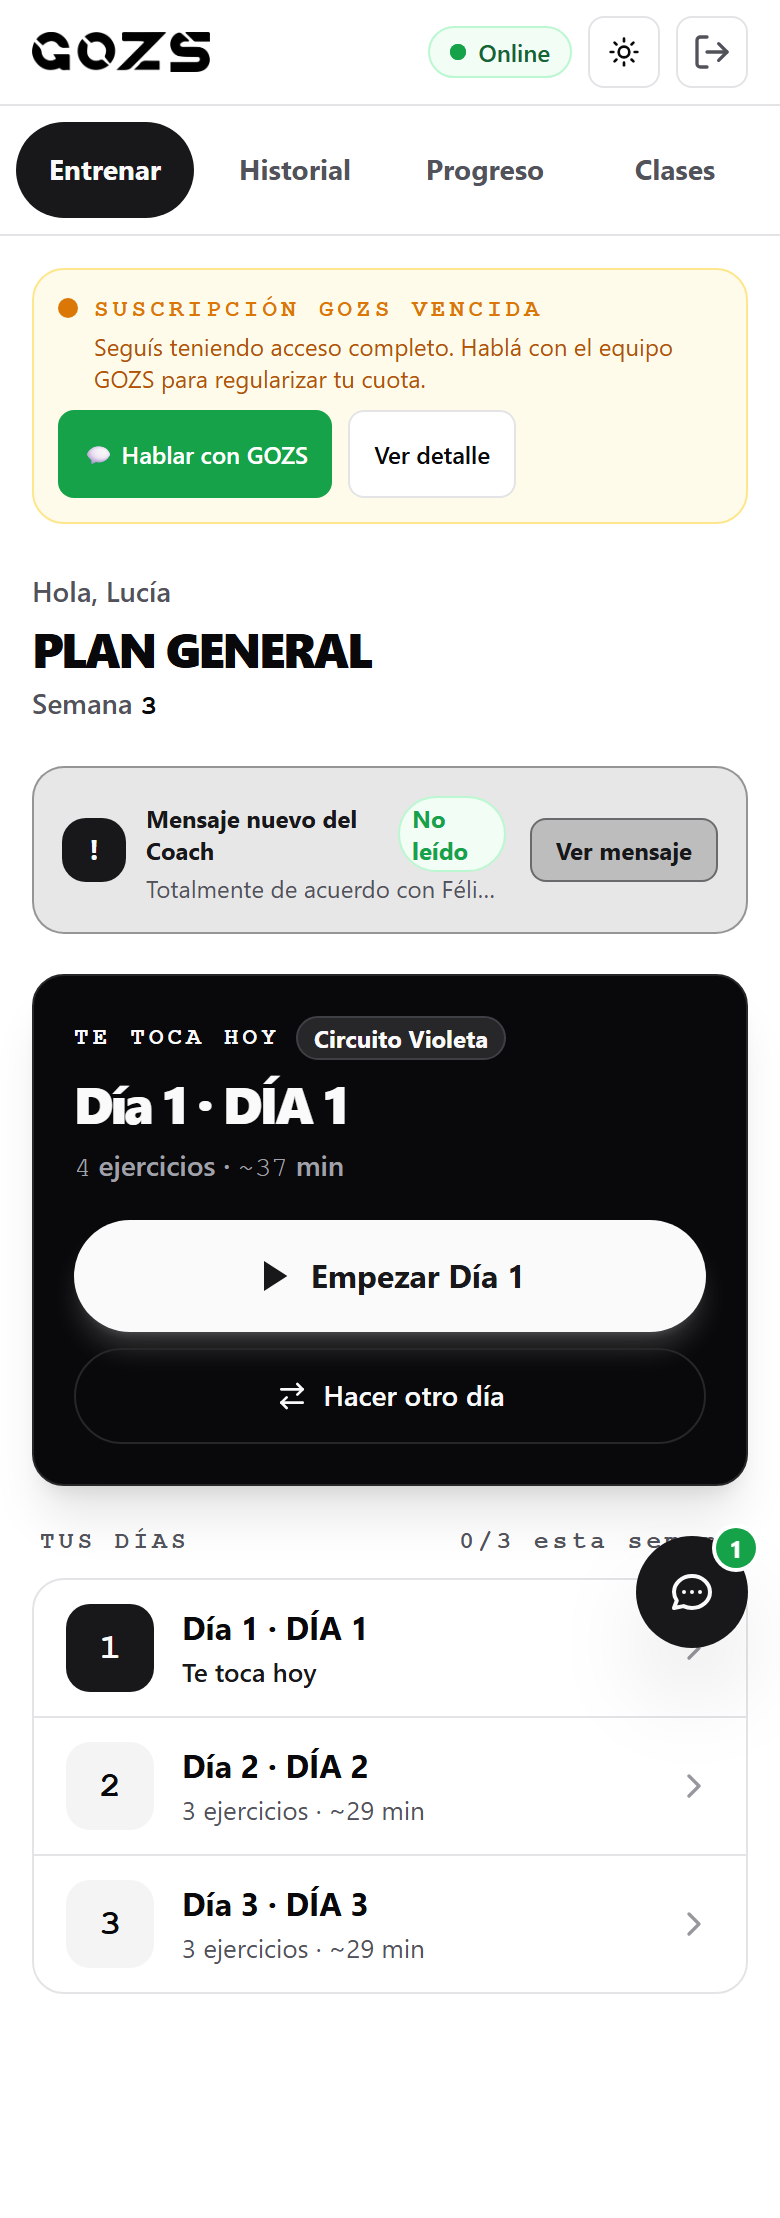 GOZS
Online
Entrenar
Historial
Progreso
Clases
SUSCRIPCIÓN GOZS VENCIDA
Seguís teniendo acceso completo. Hablá con el equipo
GOZS para regularizar tu cuota.
Hablar con GOZS
Ver detalle
Hola, Lucía
PLAN GENERAL
Semana 3
!
Mensaje nuevo del
Coach
No
leído
Totalmente de acuerdo con Féli...
Ver mensaje
TE TOCA HOY
Circuito Violeta
Día 1 · DÍA 1
4 ejercicios · ~37 min
Empezar Día 1
Hacer otro día
TUS DÍAS
0/3 esta
1
1
Día 1 · DÍA 1
Te toca hoy
2
Día 2 · DÍA 2
3 ejercicios · ~29 min
3
Día 3 · DÍA 3
3 ejercicios · ~29 min